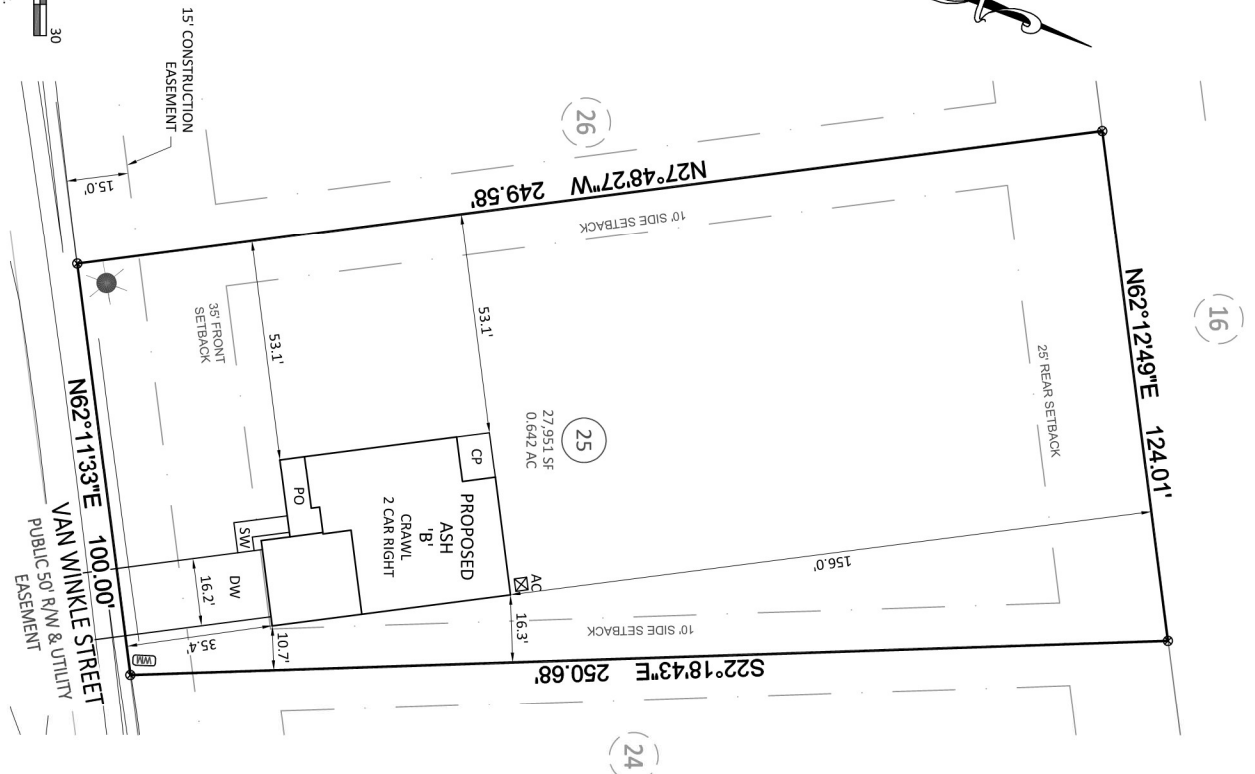 30
15' CONSTRUCTION
EASEMENT
15.0'
26
16
N27°48'27"W 249.58'
10' SIDE SETBACK
N62°12'49"E 124.01'
25' REAR SETBACK
35' FRONT
SETBACK
53.1'
53.1'
25
27,951 SF
0.642 AC
CP
PO
PROPOSED
ASH
'B'
CRAWL
2 CAR RIGHT
SW
DW
16.2'
AC
156.0'
16.3'
10.7'
35.4'
10' SIDE SETBACK
WM
S22°18'43"E 250.68'
N62°11'33"E 100.00'
VAN WINKLE STREET
PUBLIC 50' R/W & UTILITY
EASEMENT
24